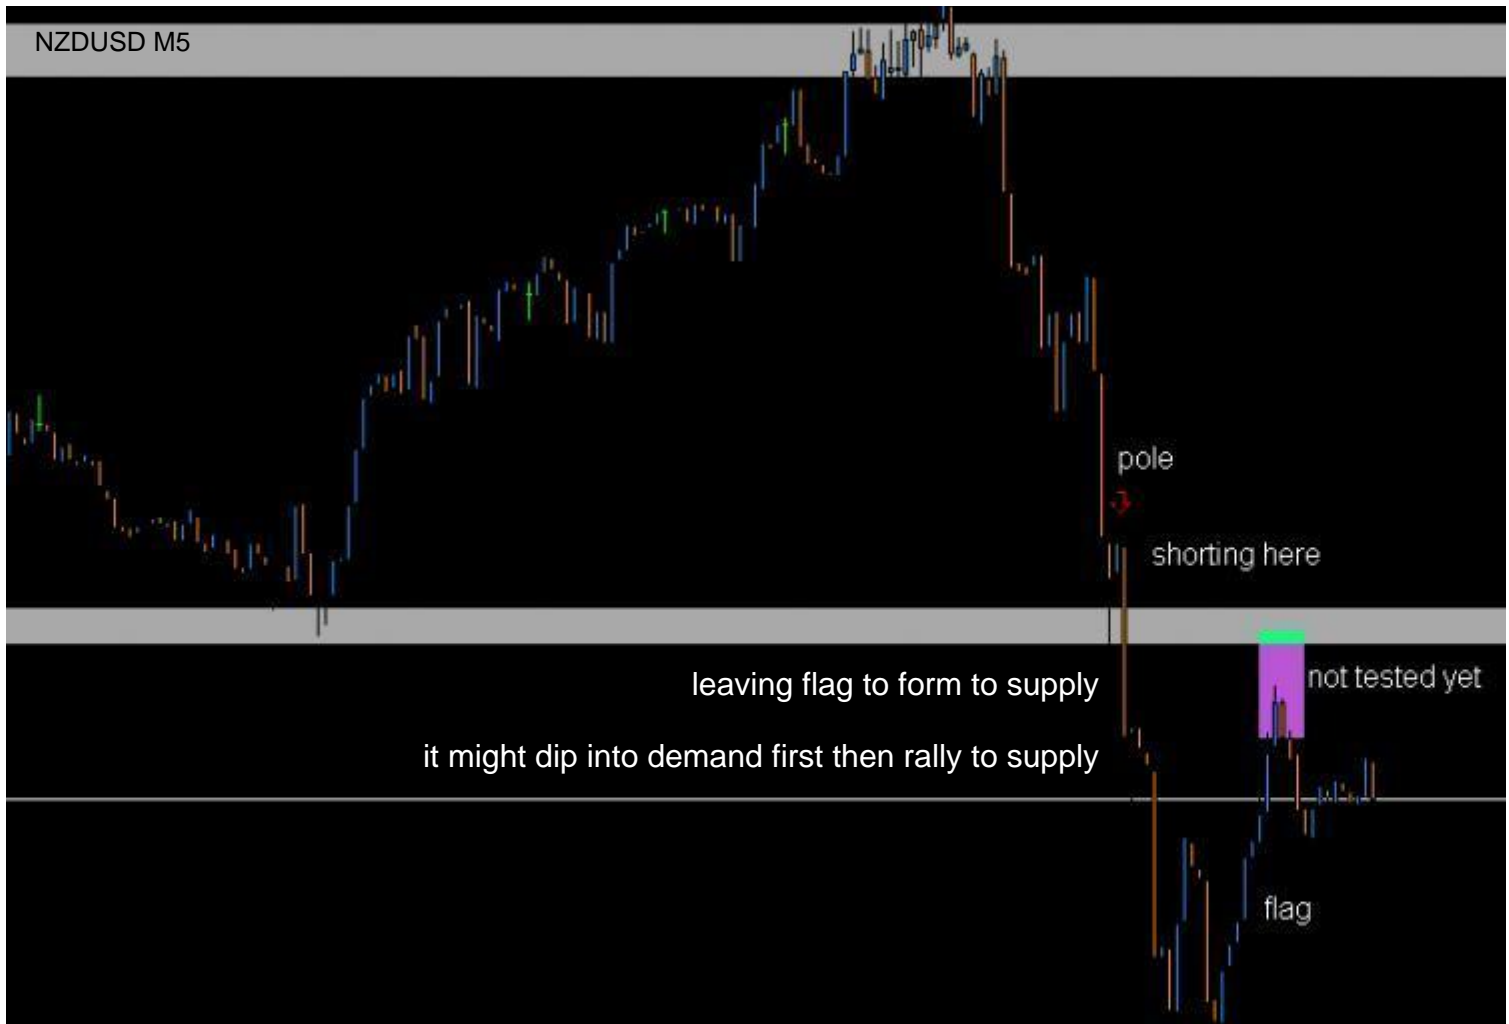 NZDUSD M5
pole
shorting here
leaving flag to form to supply
not tested yet
it might dip into demand first then rally to supply
flag